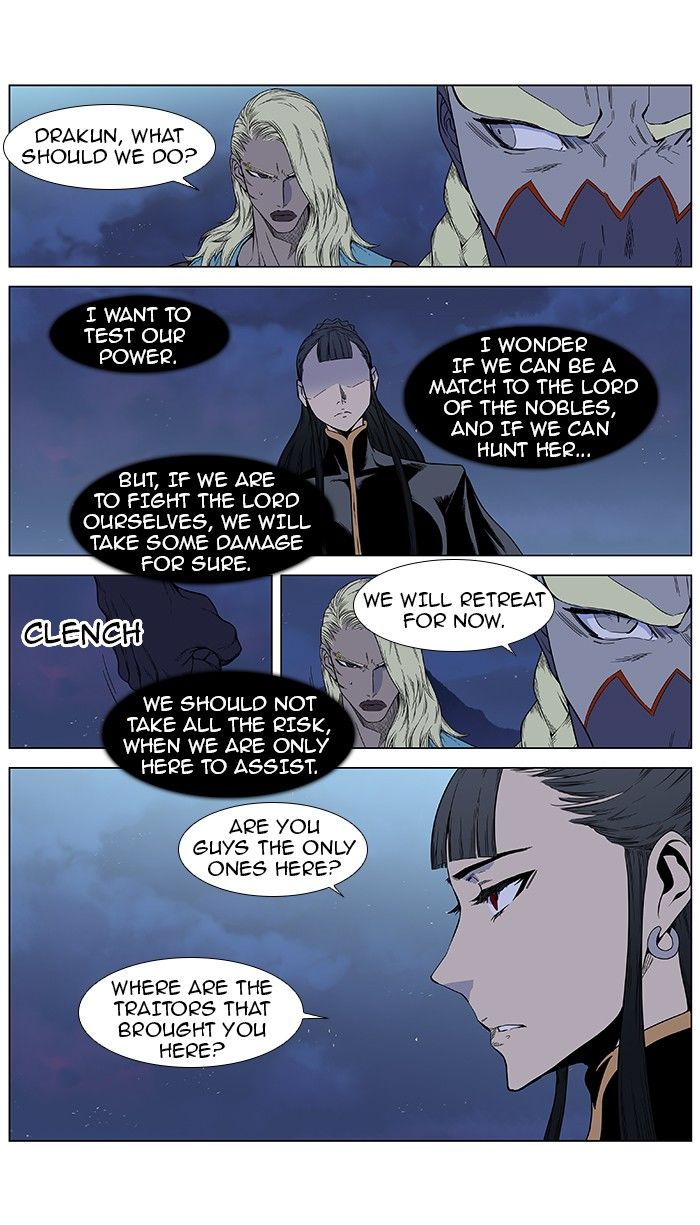 DRAKUN, WHAT
SHOULD WE DO?
I WANT TO
TEST OUR
POWER.
I WONDER
IF WE CAN BE A
MATCH TO THE LORD
OF THE NOBLES,
AND IF WE CAN
HUNT HER...
BUT, IF WE ARE
TO FIGHT THE LORD
OURSELVES, WE WILL
TAKE SOME DAMAGE
FOR SURE.
CLENCH
WE WILL RETREAT
FOR NOW.
WE SHOULD NOT
TAKE ALL THE RISK,
WHEN WE ARE ONLY
HERE TO ASSIST.
ARE YOU
GUYS THE ONLY
ONES HERE?
WHERE ARE THE
TRAITORS THAT
BROUGHT YOU
HERE?